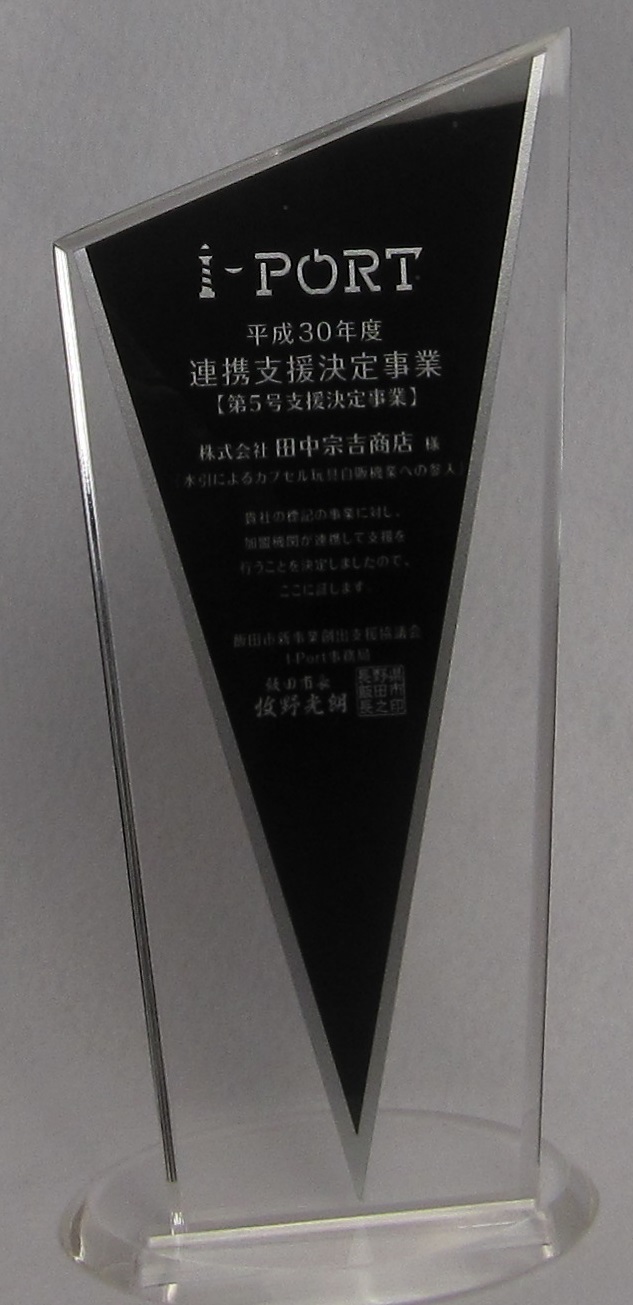 i-PORT
平成30年度
連携支援決定事業
【第5号支援決定事業】
株式会社 田中宗吉商店 様
(水引によるカプセル玩具自販機業への参入)
貴社の標記の事業に対し、
加盟機関が連携して支援を
行うことを決定しましたので、
ここに証します。
飯田市新事業創出支援協議会
I-Port事務局
飯田市長
牧野光朗
長野県
飯田市
長之印